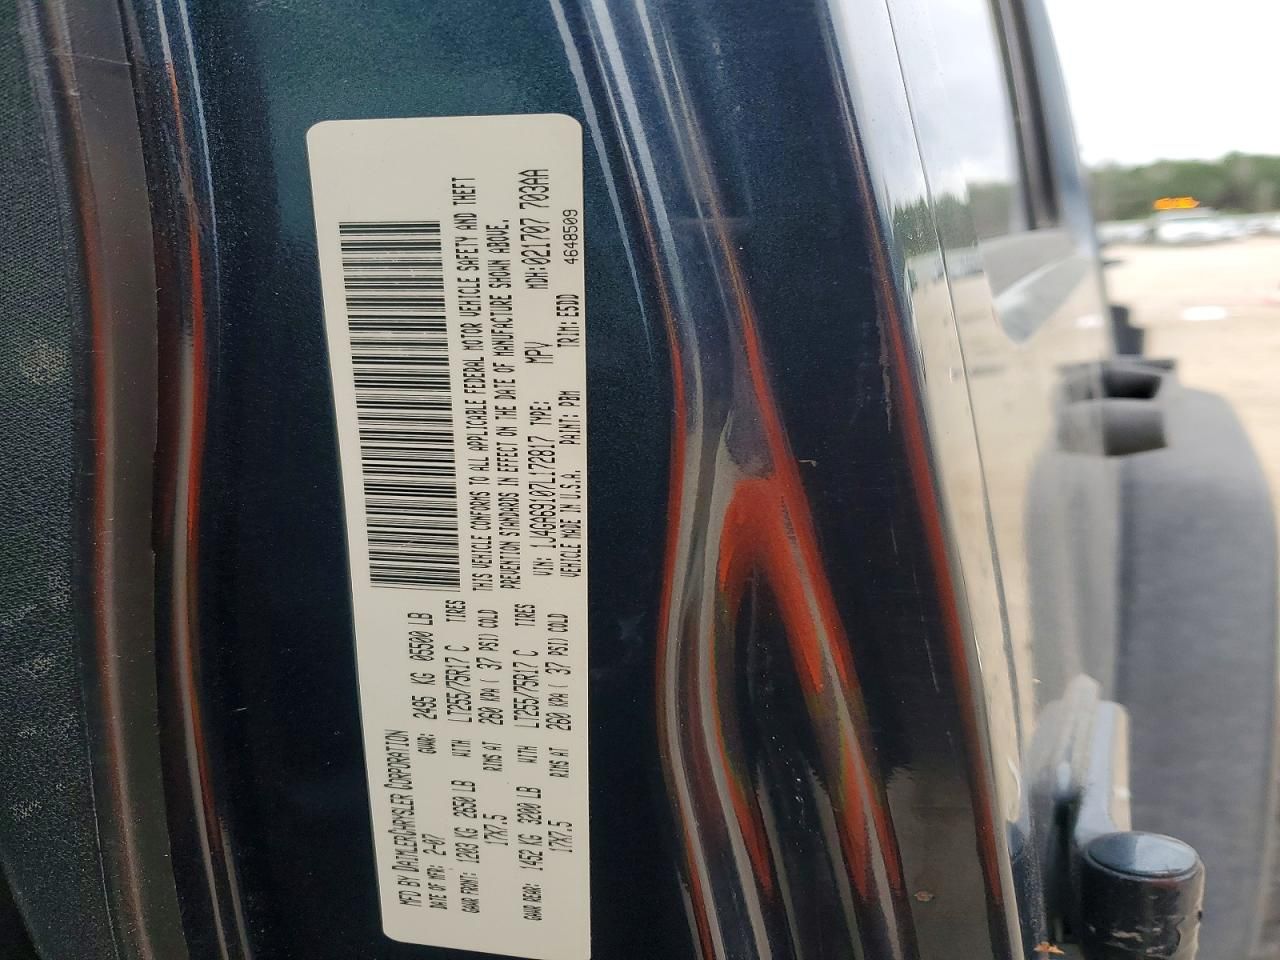 MFD BY DAIMLERCHRYSLER CORPORATION
DATE OF MFR: 2-07 GVWR: 2495 KG 05500 LB
GAWR FRONT: 1203 KG 2650 LB WITH LT255/75R17 C TIRES
17X7.5 RIMS AT 260 KPA ( 37 PSI) COLD
GAWR REAR: 1452 KG 3200 LB WITH LT255/75R17 C TIRES
17X7.5 RIMS AT 260 KPA ( 37 PSI) COLD
THIS VEHICLE CONFORMS TO ALL APPLICABLE FEDERAL MOTOR VEHICLE SAFETY AND THEFT
PREVENTION STANDARDS IN EFFECT ON THE DATE OF MANUFACTURE SHOWN ABOVE.
VIN: 1J4GA69107L172817 TYPE: MPV MDH:021707 703AA
VEHICLE MADE IN U.S.A. PAINT: PBM TRIM: E5DD 4648509